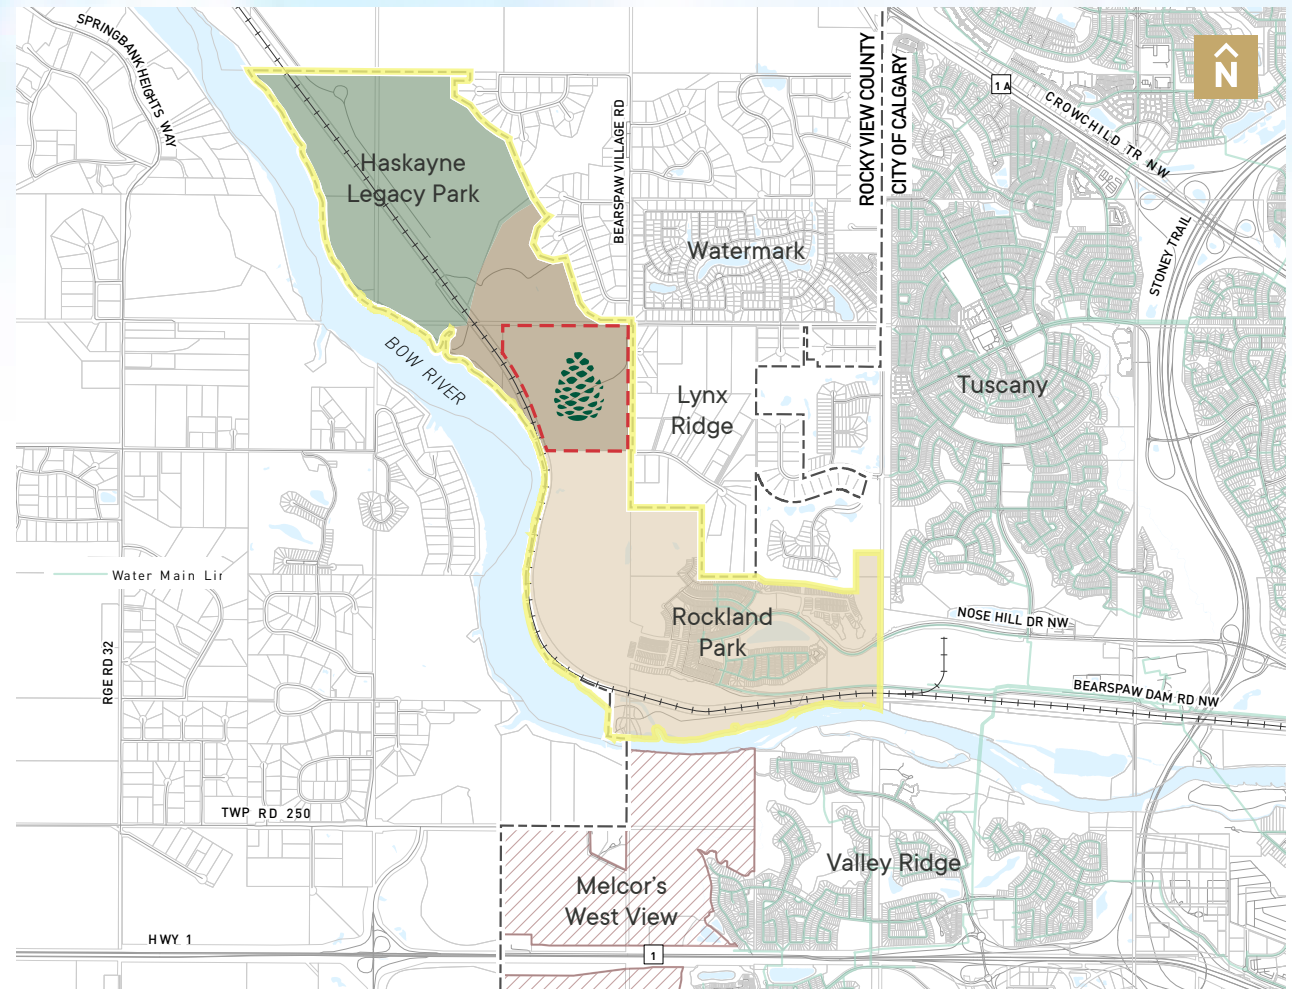 SPRINGBANK HEIGHTS WAY
BEARSPAW VILLAGE RD
ROCKY VIEW COUNTY
CITY OF CALGARY
1 A
CROWCHILD TR NW
N
STONEY TRAIL
Haskayne
Legacy Park
Watermark
BOW RIVER
Lynx
Ridge
Tuscany
Water Main Lin
RGE RD 32
Rockland
Park
NOSE HILL DR NW
BEARSPAW DAM RD NW
TWP RD 250
Valley Ridge
Melcor's
West View
HWY 1
1